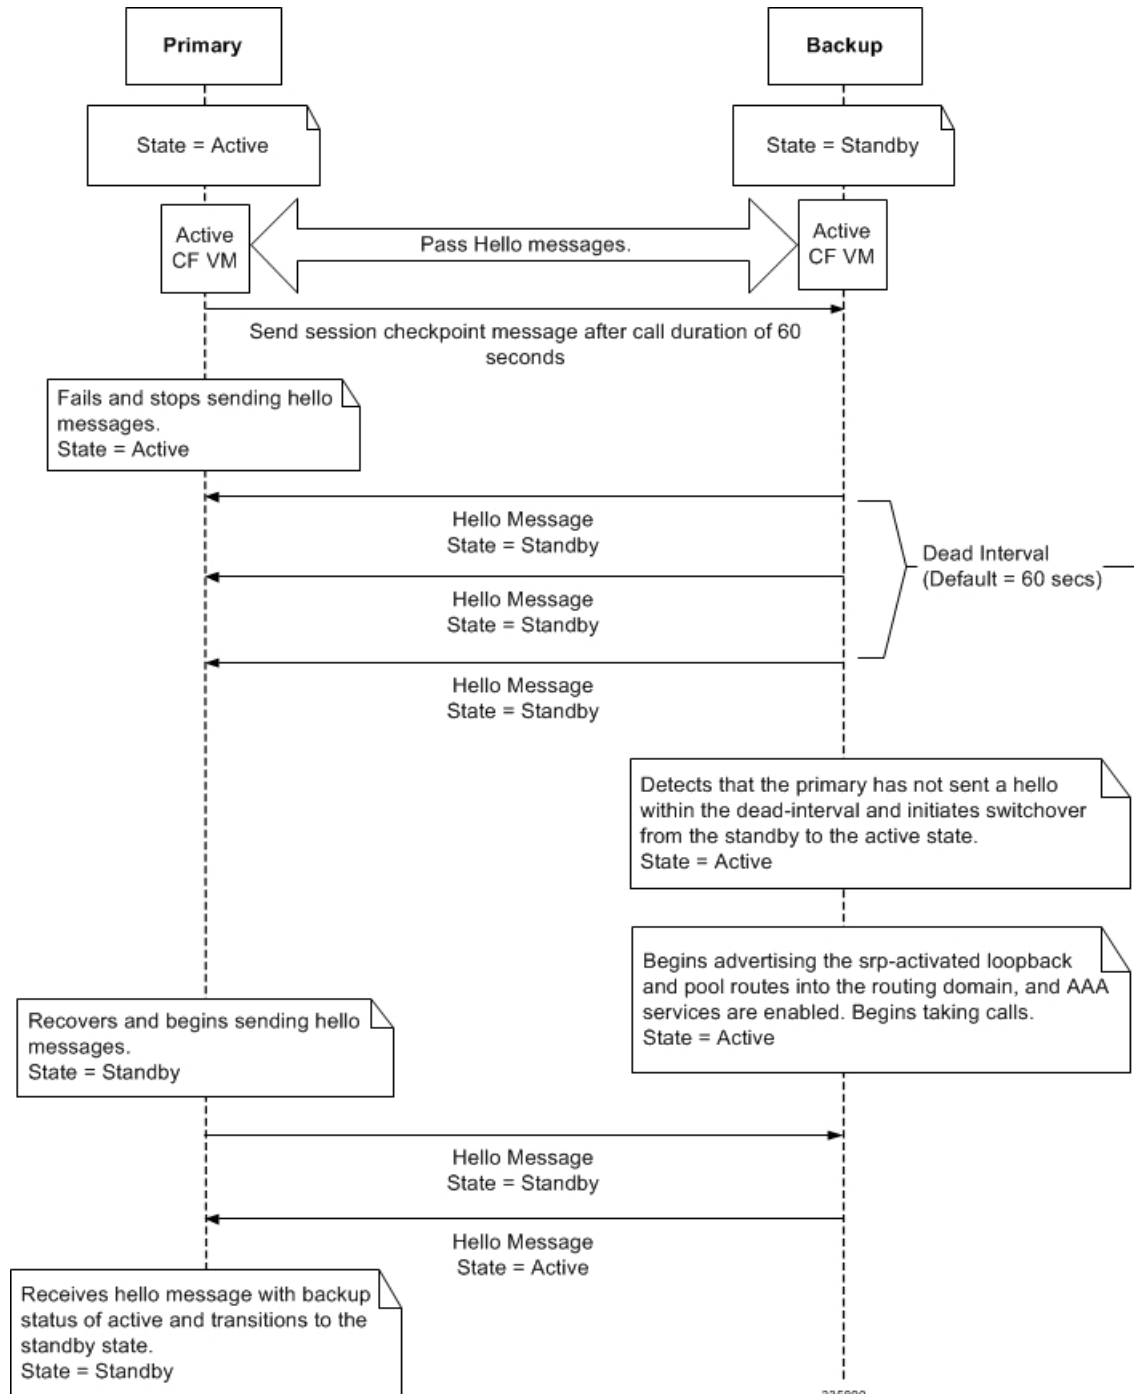 Primary
Backup
State = Active
State = Standby
Active
CF VM
Pass Hello messages.
Active
CF VM
Send session checkpoint message after call duration of 60
seconds
Fails and stops sending hello
messages.
State = Active
Hello Message
State = Standby
Dead Interval
(Default = 60 secs)
Hello Message
State = Standby
Hello Message
State = Standby
Detects that the primary has not sent a hello
within the dead-interval and initiates switchover
from the standby to the active state.
State = Active
Begins advertising the srp-activated loopback
and pool routes into the routing domain, and AAA
services are enabled. Begins taking calls.
State = Active
Recovers and begins sending hello
messages.
State = Standby
Hello Message
State = Standby
Hello Message
State = Active
Receives hello message with backup
status of active and transitions to the
standby state.
State = Standby